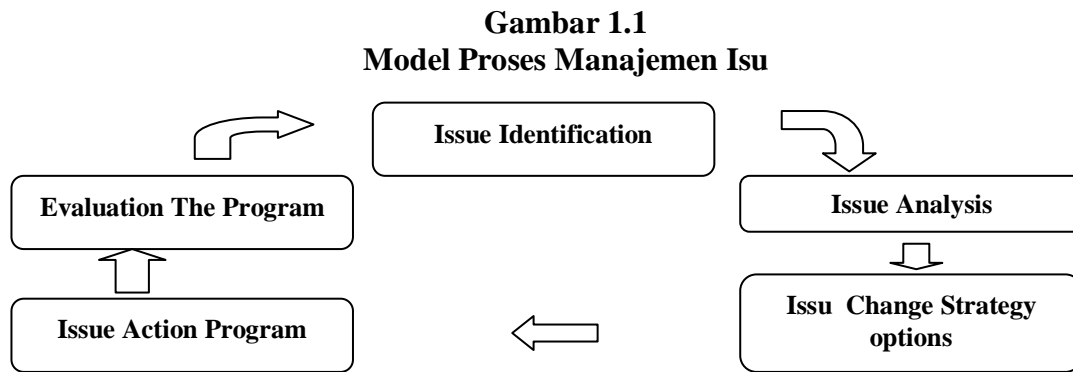 Gambar 1.1
Model Proses Manajemen Isu
Issue Identification
Evaluation The Program
Issue Analysis
Issue Action Program
Issu Change Strategy
options